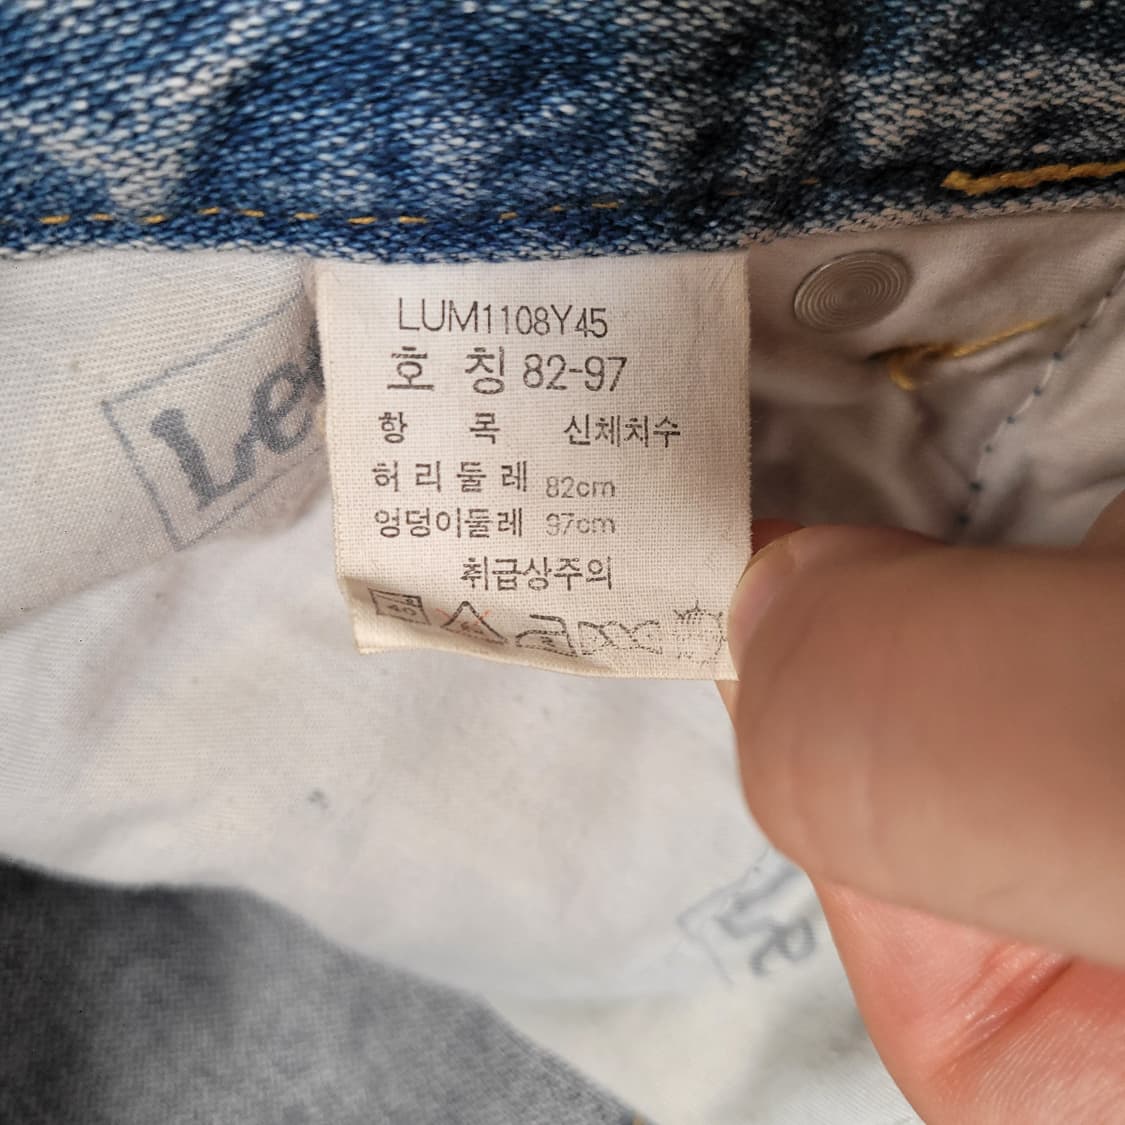 LUM1108Y45
호 칭 82-97
항 목 신체치수
허리둘레 82cm
엉덩이둘레 97cm
취급상주의
Lee